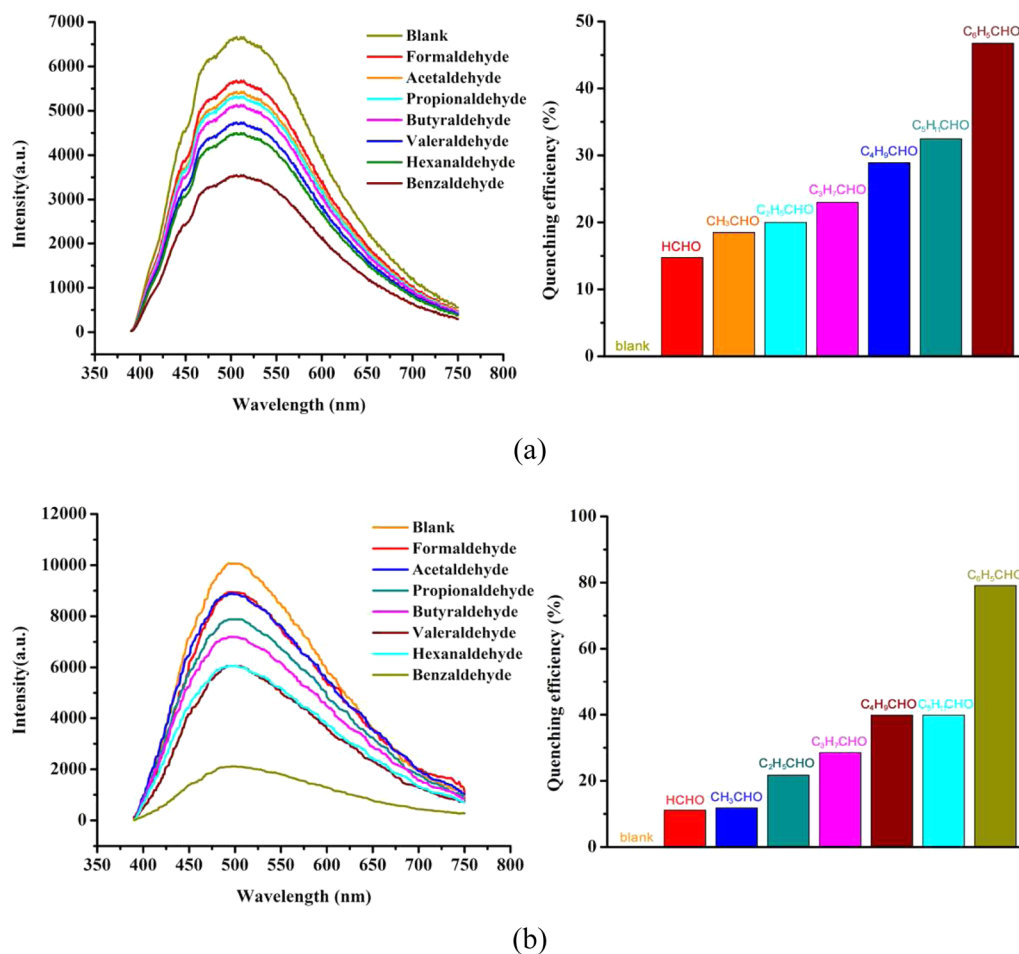 7000
6000
5000
4000
3000
2000
1000
0
Intensity(a.u.)
350 400 450 500 550 600 650 700 750 800
Wavelength (nm)
Blank
Formaldehyde
Acetaldehyde
Propionaldehyde
Butyraldehyde
Valeraldehyde
Hexanaldehyde
Benzaldehyde
50
40
30
20
10
0
Quenching efficiency (%)
blank
HCHO
CH₃CHO
C₂H₅CHO
C₃H₇CHO
C₄H₉CHO
C₅H₁₁CHO
C₆H₅CHO
(a)
12000
10000
8000
6000
4000
2000
0
Intensity(a.u.)
350 400 450 500 550 600 650 700 750 800
Wavelength (nm)
Blank
Formaldehyde
Acetaldehyde
Propionaldehyde
Butyraldehyde
Valeraldehyde
Hexanaldehyde
Benzaldehyde
100
80
60
40
20
0
Quenching efficiency (%)
blank
HCHO
CH₃CHO
C₂H₅CHO
C₃H₇CHO
C₄H₉CHO
C₅H₁₁CHO
C₆H₅CHO
(b)